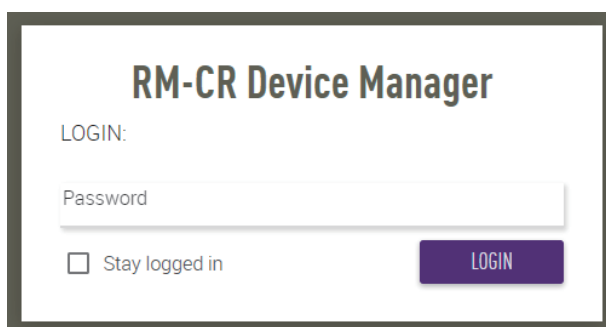 RM-CR Device Manager
LOGIN:
Password
Stay logged in
LOGIN